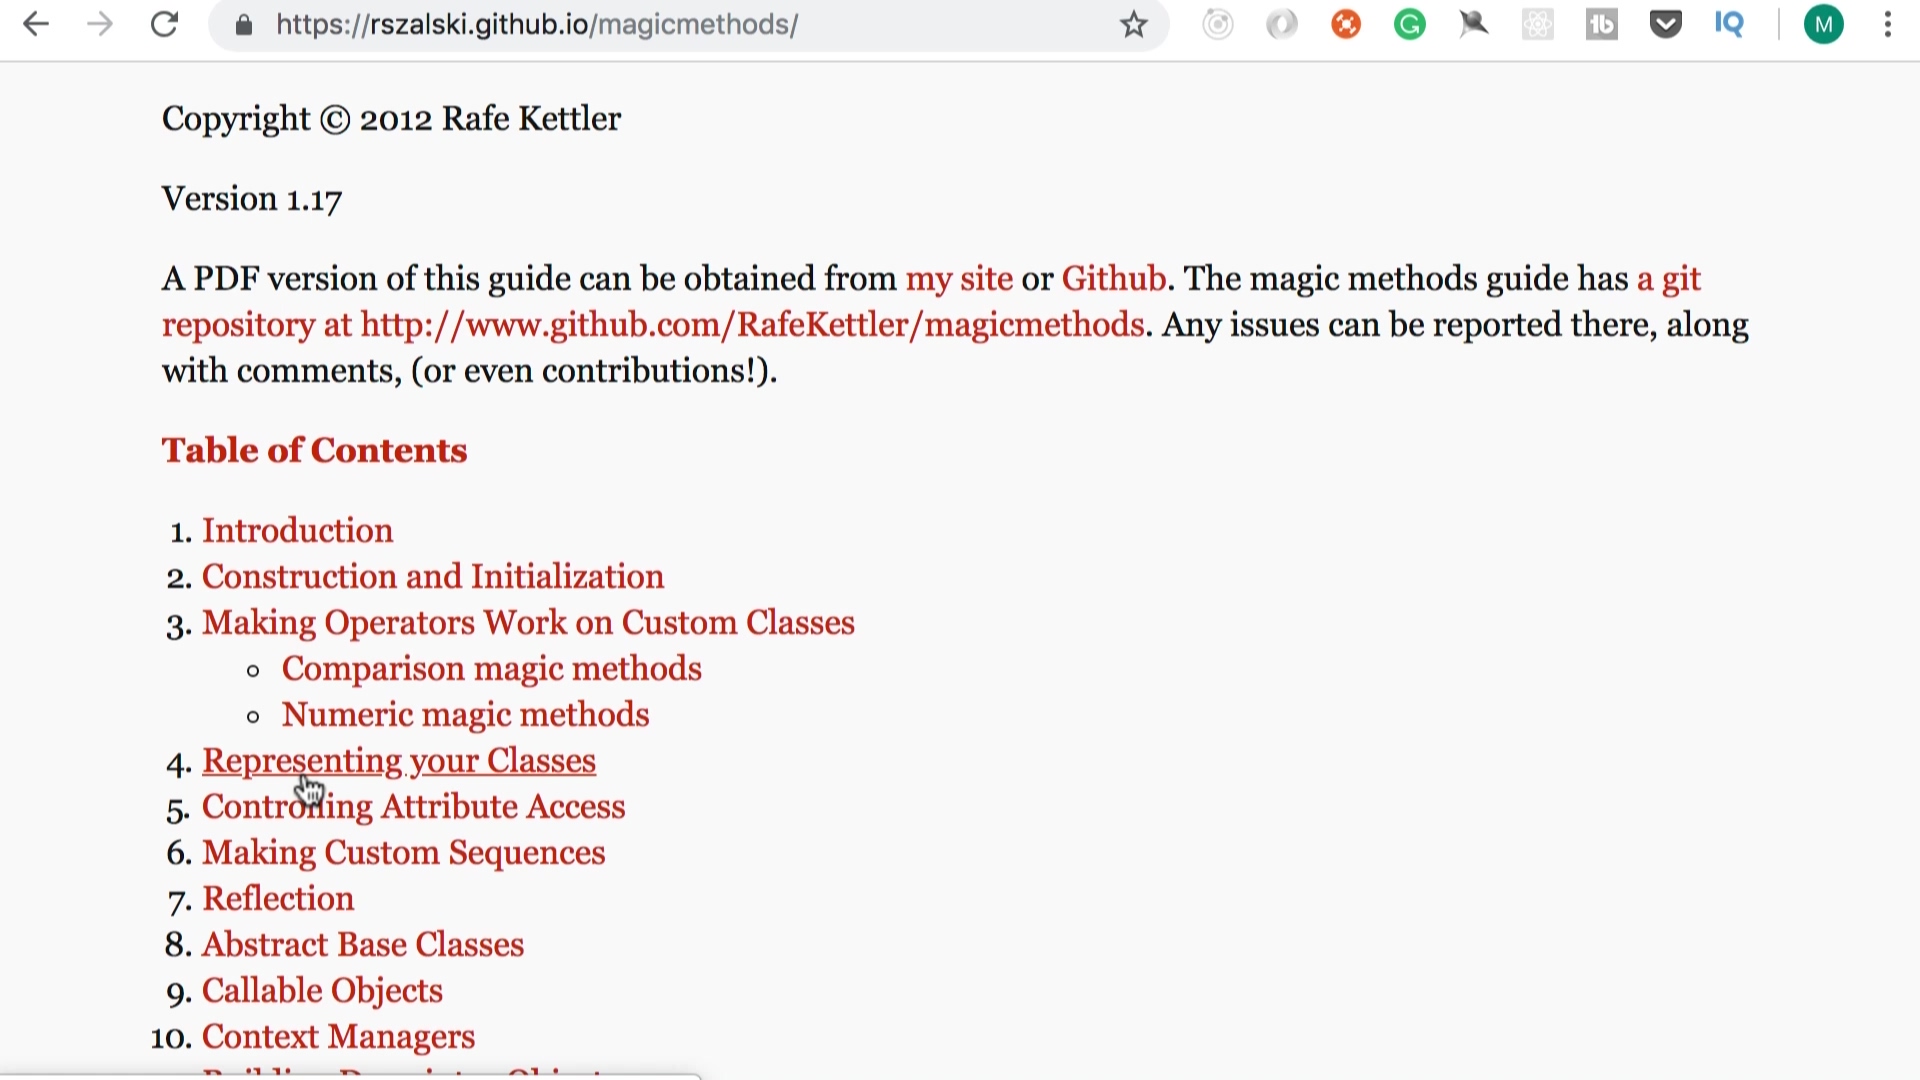 https://rszalski.github.io/magicmethods/
G
tb
IQ
M
Copyright © 2012 Rafe Kettler
Version 1.17
A PDF version of this guide can be obtained from my site or Github. The magic methods guide has a git
repository at http://www.github.com/RafeKettler/magicmethods. Any issues can be reported there, along
with comments, (or even contributions!).
Table of Contents
1. Introduction
2. Construction and Initialization
3. Making Operators Work on Custom Classes
Comparison magic methods
Numeric magic methods
4. Representing your Classes
5. Controlling Attribute Access
6. Making Custom Sequences
7. Reflection
8. Abstract Base Classes
9. Callable Objects
10. Context Managers